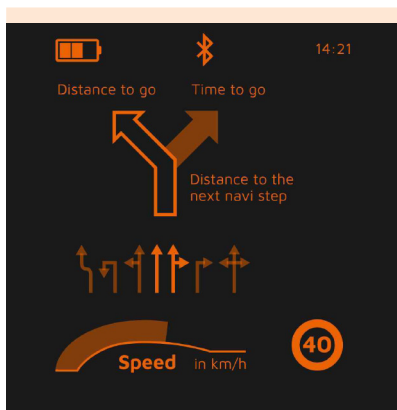 14:21
Distance to go Time to go
Distance to the
next navi step
Speed in km/h
40